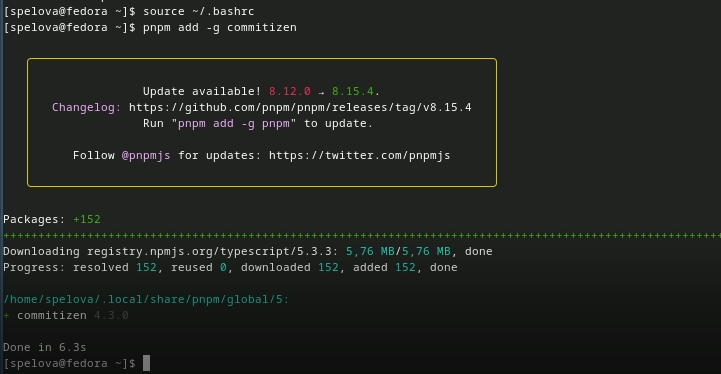 [spelova@fedora ~]$ source ~/.bashrc
[spelova@fedora ~]$ pnpm add -g commitizen
Update available! 8.12.0 → 8.15.4.
Changelog: https://github.com/pnpm/pnpm/releases/tag/v8.15.4
Run "pnpm add -g pnpm" to update.
Follow @pnpmjs for updates: https://twitter.com/pnpmjs
Packages: +152
+++++++++++++++++++++++++++++++++++++++++++++++++++++++++++++++++++++++++++++++++++++++++++++++++++++++
Downloading registry.npmjs.org/typescript/5.3.3: 5,76 MB/5,76 MB, done
Progress: resolved 152, reused 0, downloaded 152, added 152, done
/home/spelova/.local/share/pnpm/global/5:
+ commitizen 4.3.0
Done in 6.3s
[spelova@fedora ~]$